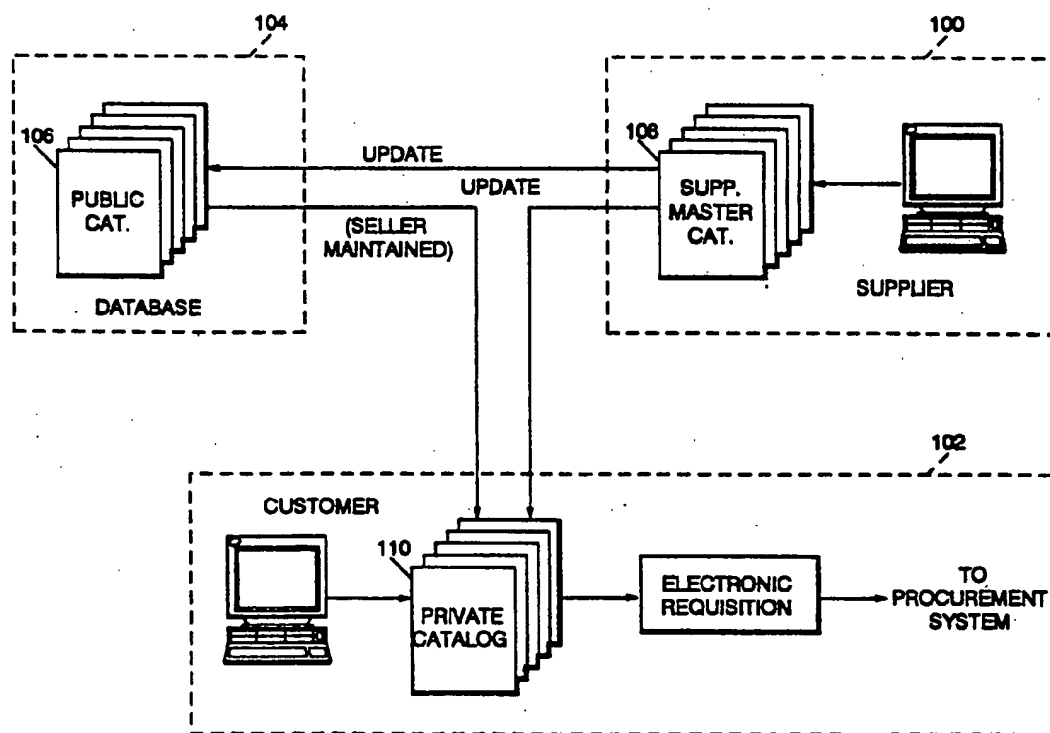 104
100
106
PUBLIC
CAT.
DATABASE
UPDATE
UPDATE
(SELLER
MAINTAINED)
108
SUPP.
MASTER
CAT.
SUPPLIER
102
CUSTOMER
110
PRIVATE
CATALOG
ELECTRONIC
REQUISITION
TO
PROCUREMENT
SYSTEM